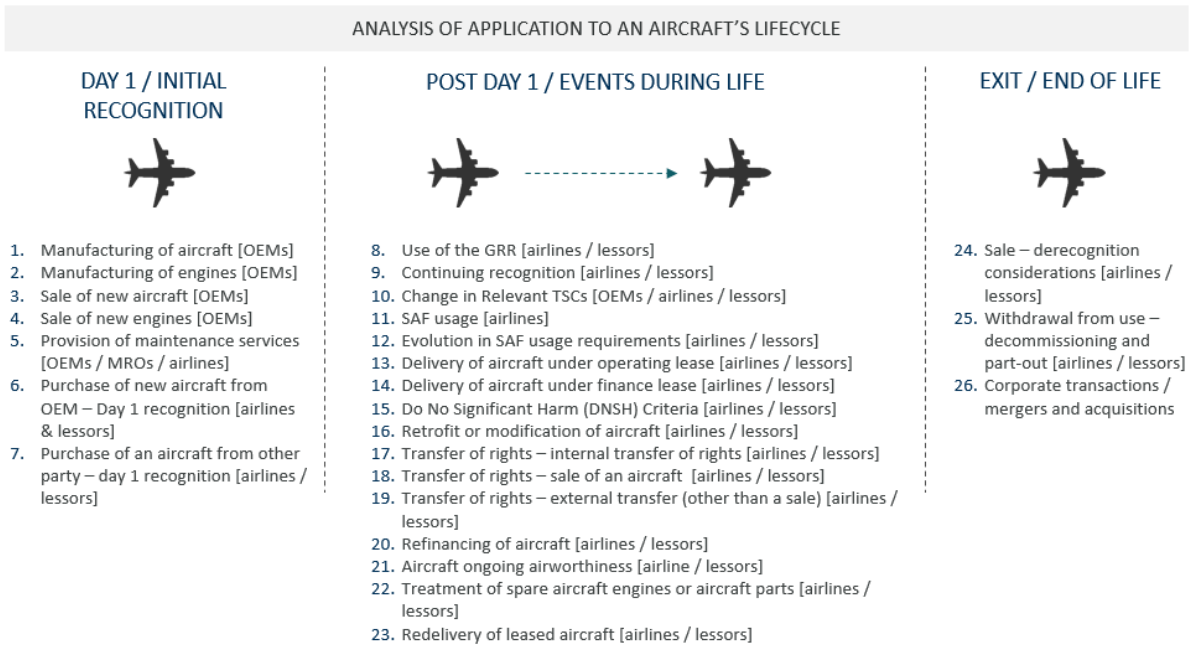 ANALYSIS OF APPLICATION TO AN AIRCRAFT'S LIFECYCLE
DAY 1 / INITIAL
RECOGNITION
1. Manufacturing of aircraft [OEMs]
2. Manufacturing of engines [OEMs]
3. Sale of new aircraft [OEMs]
4. Sale of new engines [OEMs]
5. Provision of maintenance services
[OEMs / MROs / airlines]
6. Purchase of new aircraft from
OEM – Day 1 recognition [airlines
& lessors]
7. Purchase of an aircraft from other
party – day 1 recognition [airlines /
lessors]
POST DAY 1 / EVENTS DURING LIFE
8. Use of the GRR [airlines / lessors]
9. Continuing recognition [airlines / lessors]
10. Change in Relevant TSCs [OEMs / airlines / lessors]
11. SAF usage [airlines]
12. Evolution in SAF usage requirements [airlines / lessors]
13. Delivery of aircraft under operating lease [airlines / lessors]
14. Delivery of aircraft under finance lease [airlines / lessors]
15. Do No Significant Harm (DNSH) Criteria [airlines / lessors]
16. Retrofit or modification of aircraft [airlines / lessors]
17. Transfer of rights – internal transfer of rights [airlines / lessors]
18. Transfer of rights – sale of an aircraft [airlines / lessors]
19. Transfer of rights – external transfer (other than a sale) [airlines /
lessors]
20. Refinancing of aircraft [airlines / lessors]
21. Aircraft ongoing airworthiness [airline / lessors]
22. Treatment of spare aircraft engines or aircraft parts [airlines /
lessors]
23. Redelivery of leased aircraft [airlines / lessors]
EXIT / END OF LIFE
24. Sale – derecognition
considerations [airlines /
lessors]
25. Withdrawal from use –
decommissioning and
part-out [airlines / lessors]
26. Corporate transactions /
mergers and acquisitions